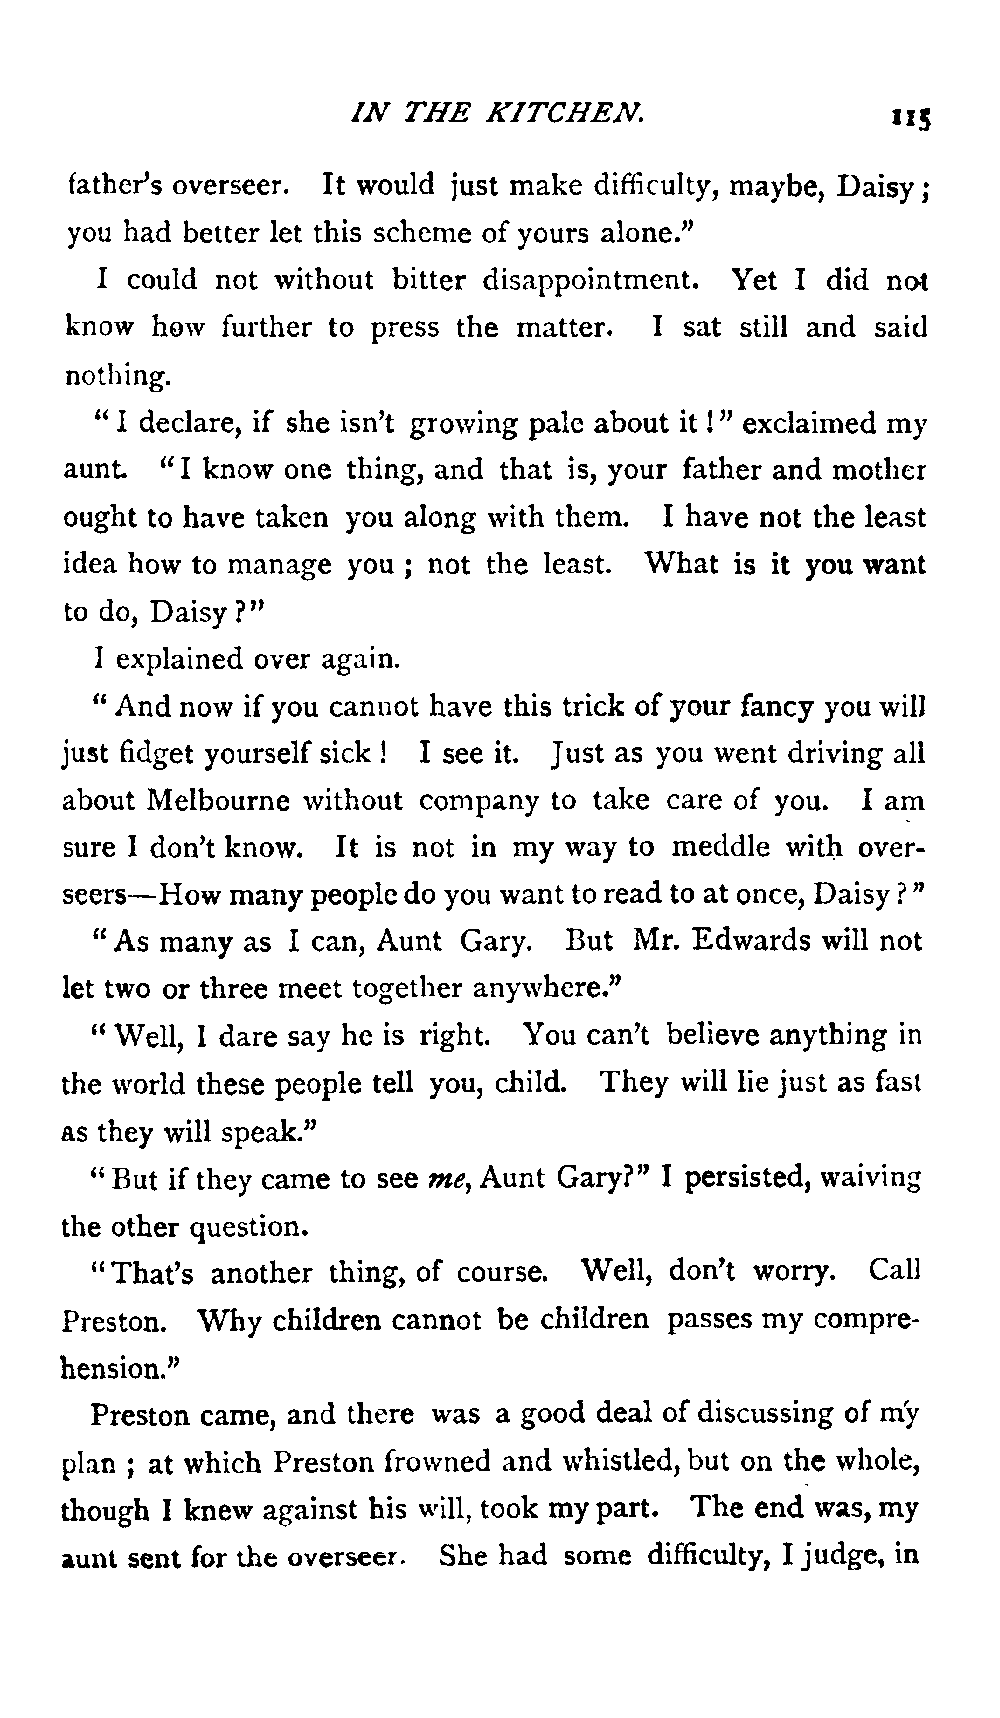 IN THE KITCHEN. 115
father's overseer. It would just make difficulty, maybe, Daisy;
you had better let this scheme of yours alone."
I could not without bitter disappointment. Yet I did not
know how further to press the matter. I sat still and said
nothing.
"I declare, if she isn't growing pale about it!" exclaimed my
aunt. "I know one thing, and that is, your father and mother
ought to have taken you along with them. I have not the least
idea how to manage you; not the least. What is it you want
to do, Daisy?"
I explained over again.
"And now if you cannot have this trick of your fancy you will
just fidget yourself sick! I see it. Just as you went driving all
about Melbourne without company to take care of you. I am
sure I don't know. It is not in my way to meddle with over-
seers—How many people do you want to read to at once, Daisy?"
"As many as I can, Aunt Gary. But Mr. Edwards will not
let two or three meet together anywhere."
"Well, I dare say he is right. You can't believe anything in
the world these people tell you, child. They will lie just as fast
as they will speak."
"But if they came to see me, Aunt Gary?" I persisted, waiving
the other question.
"That's another thing, of course. Well, don't worry. Call
Preston. Why children cannot be children passes my compre-
hension."
Preston came, and there was a good deal of discussing of my
plan; at which Preston frowned and whistled, but on the whole,
though I knew against his will, took my part. The end was, my
aunt sent for the overseer. She had some difficulty, I judge, in